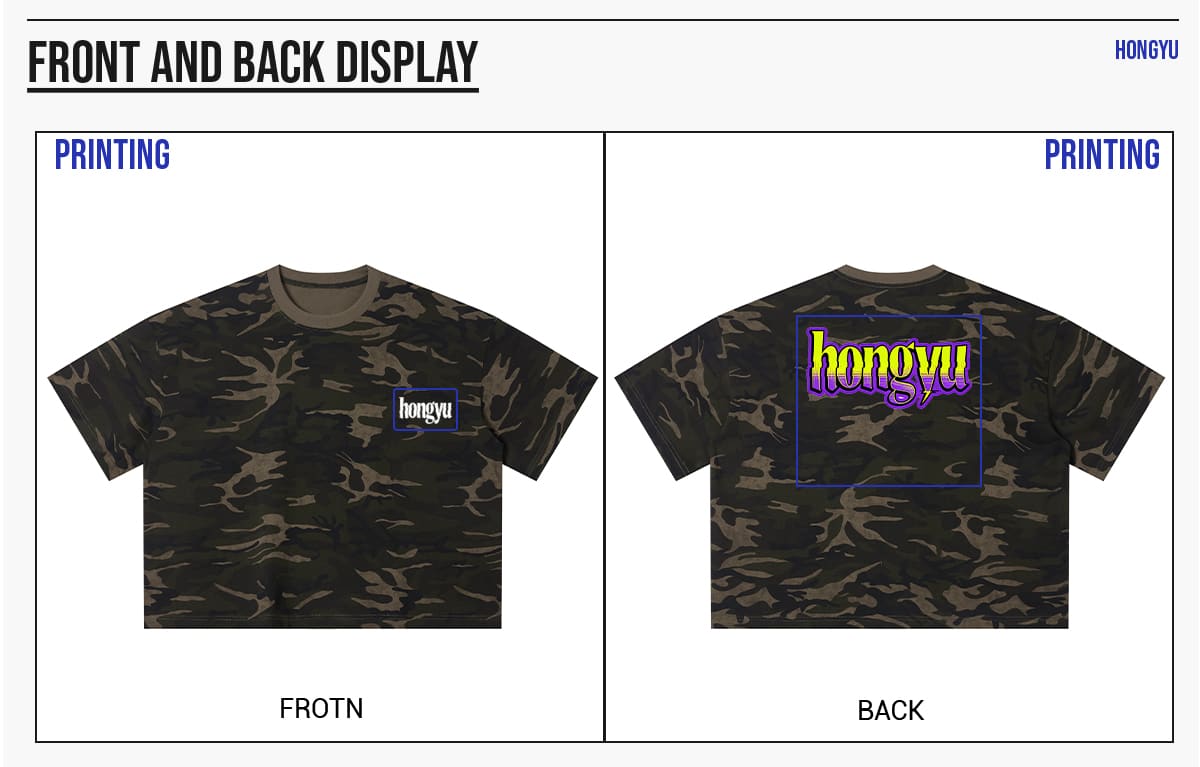 FRONT AND BACK DISPLAY
HONGYU
PRINTING
PRINTING
hongyu
hongyu
FROTN
BACK